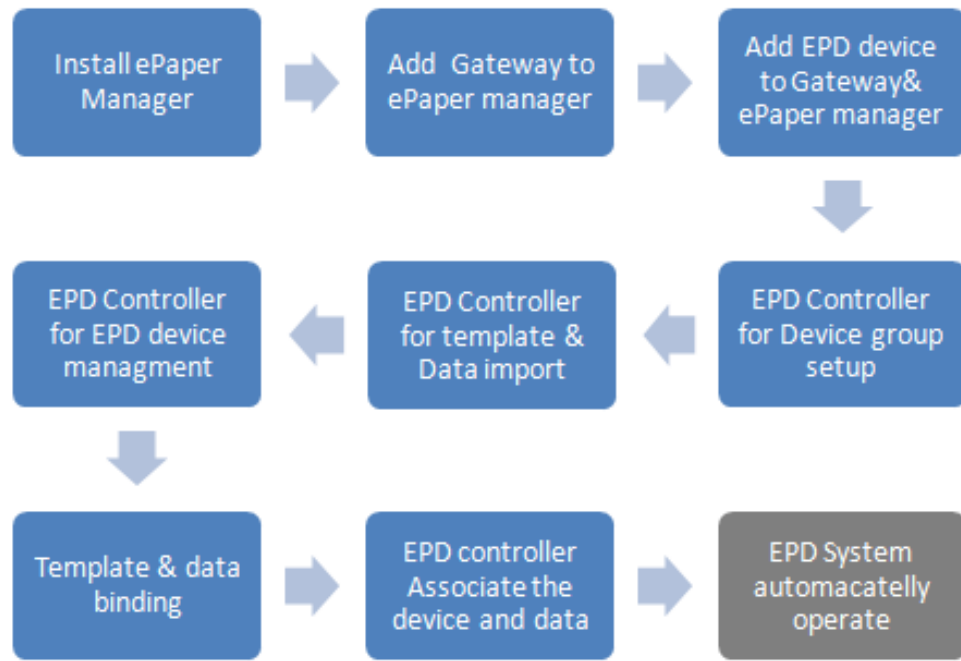 Install ePaper
Manager
Add Gateway to
ePaper manager
Add EPD device
to Gateway&
ePaper manager
EPD Controller
for Device group
setup
EPD Controller
for template &
Data import
EPD Controller
for EPD device
managment
Template & data
binding
EPD controller
Associate the
device and data
EPD System
automacatelly
operate